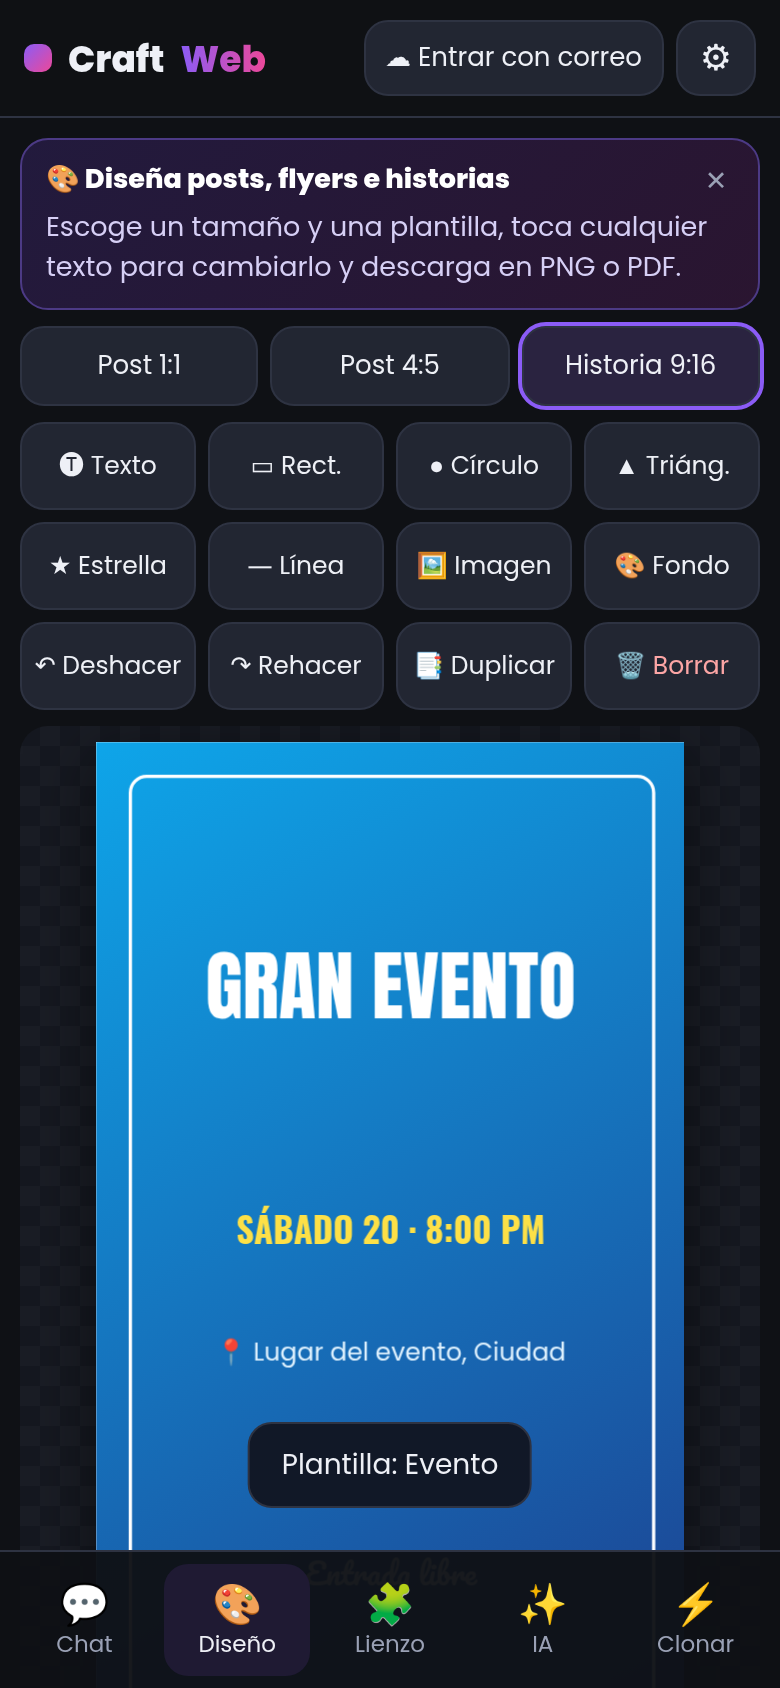 Craft Web
☁ Entrar con correo
🎨 Diseña posts, flyers e historias
Escoge un tamaño y una plantilla, toca cualquier
texto para cambiarlo y descarga en PNG o PDF.
Post 1:1
Post 4:5
Historia 9:16
T Texto
▭ Rect.
● Círculo
▲ Triáng.
★ Estrella
— Línea
🖼️ Imagen
🎨 Fondo
↶ Deshacer
↷ Rehacer
📑 Duplicar
🗑️ Borrar
GRAN EVENTO
SÁBADO 20 · 8:00 PM
📍 Lugar del evento, Ciudad
Plantilla: Evento
Entrada libre
Chat
Diseño
Lienzo
IA
Clonar